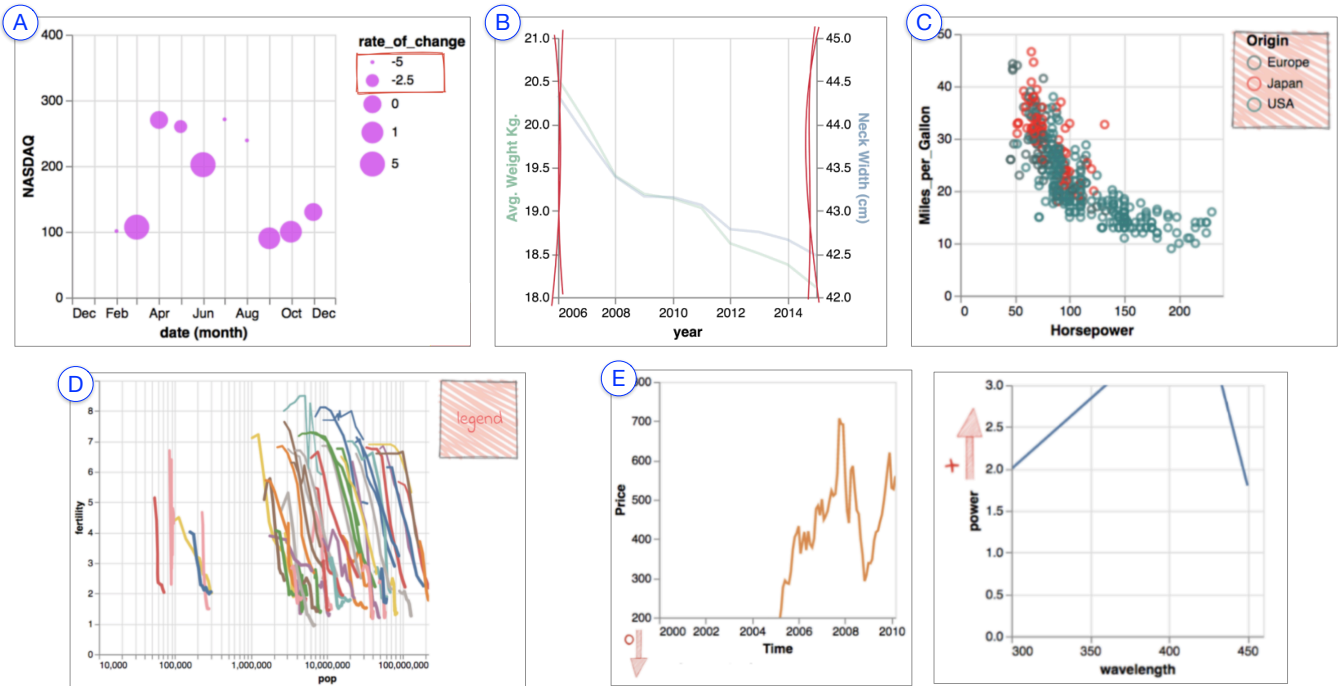 A
400
300
200
100
0
NASDAQ
Dec Feb Apr Jun Aug Oct Dec
date (month)
rate_of_change
-5
-2.5
0
1
5
B
21.0
20.5
20.0
19.5
19.0
18.5
18.0
Avg. Weight Kg.
45.0
44.5
44.0
43.5
43.0
42.5
42.0
Neck Width (cm)
2006 2008 2010 2012 2014
year
C
50
40
30
20
10
0
Miles_per_Gallon
0 50 100 150 200
Horsepower
Origin
Europe
Japan
USA
D
8
7
6
5
4
3
2
1
0
fertility
10,000 100,000 1,000,000 10,000,000 100,000,000
pop
legend
E
800
700
600
500
400
300
200
Price
2000 2002 2004 2006 2008 2010
Time
0
3.0
2.5
2.0
1.5
1.0
0.5
0.0
+
power
300 350 400 450
wavelength